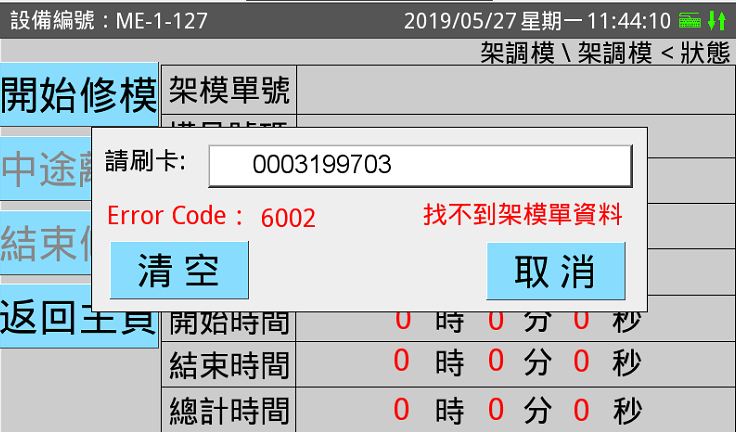 設備編號：ME-1-127
2019/05/27 星期一 11:44:10
架調模 \ 架調模 < 狀態
開始修模
架模單號
請刷卡: 0003199703
中途
Error Code： 6002 找不到架模單資料
結束
清 空 取 消
返回主頁
開始時間 0 時 0 分 0 秒
結束時間 0 時 0 分 0 秒
總計時間 0 時 0 分 0 秒